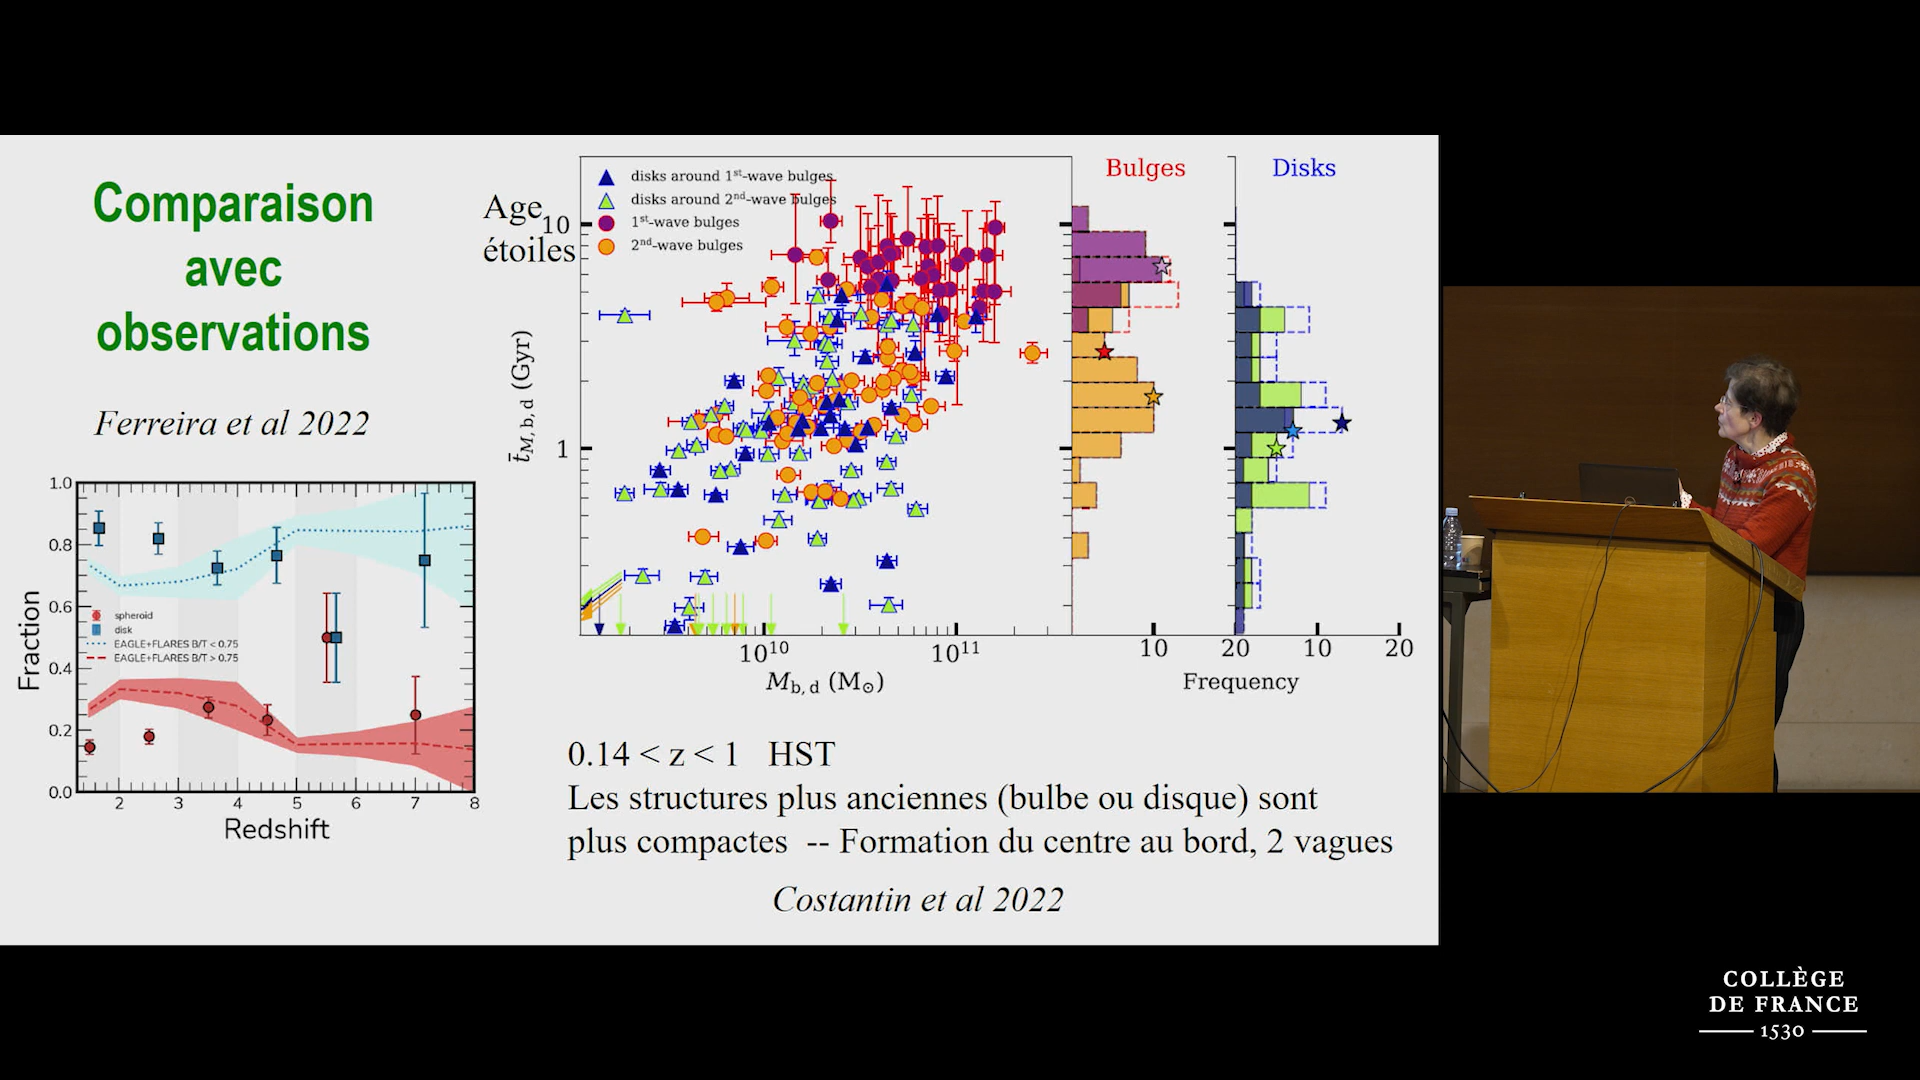 Comparaison
avec
observations
Ferreira et al 2022
1.0
0.8
0.6
0.4
0.2
0.0
Fraction
spheroid
disk
EAGLE+FLARES B/T < 0.75
EAGLE+FLARES B/T > 0.75
2 3 4 5 6 7 8
Redshift
Age
étoiles
disks around 1st-wave bulges
disks around 2nd-wave bulges
1st-wave bulges
2nd-wave bulges
10
1
t̄M, b, d (Gyr)
10¹⁰ 10¹¹
Mb, d (M⊙)
Bulges
Disks
10 20 10 20
Frequency
0.14 < z < 1 HST
Les structures plus anciennes (bulbe ou disque) sont
plus compactes -- Formation du centre au bord, 2 vagues
Costantin et al 2022
COLLÈGE
DE FRANCE
1530